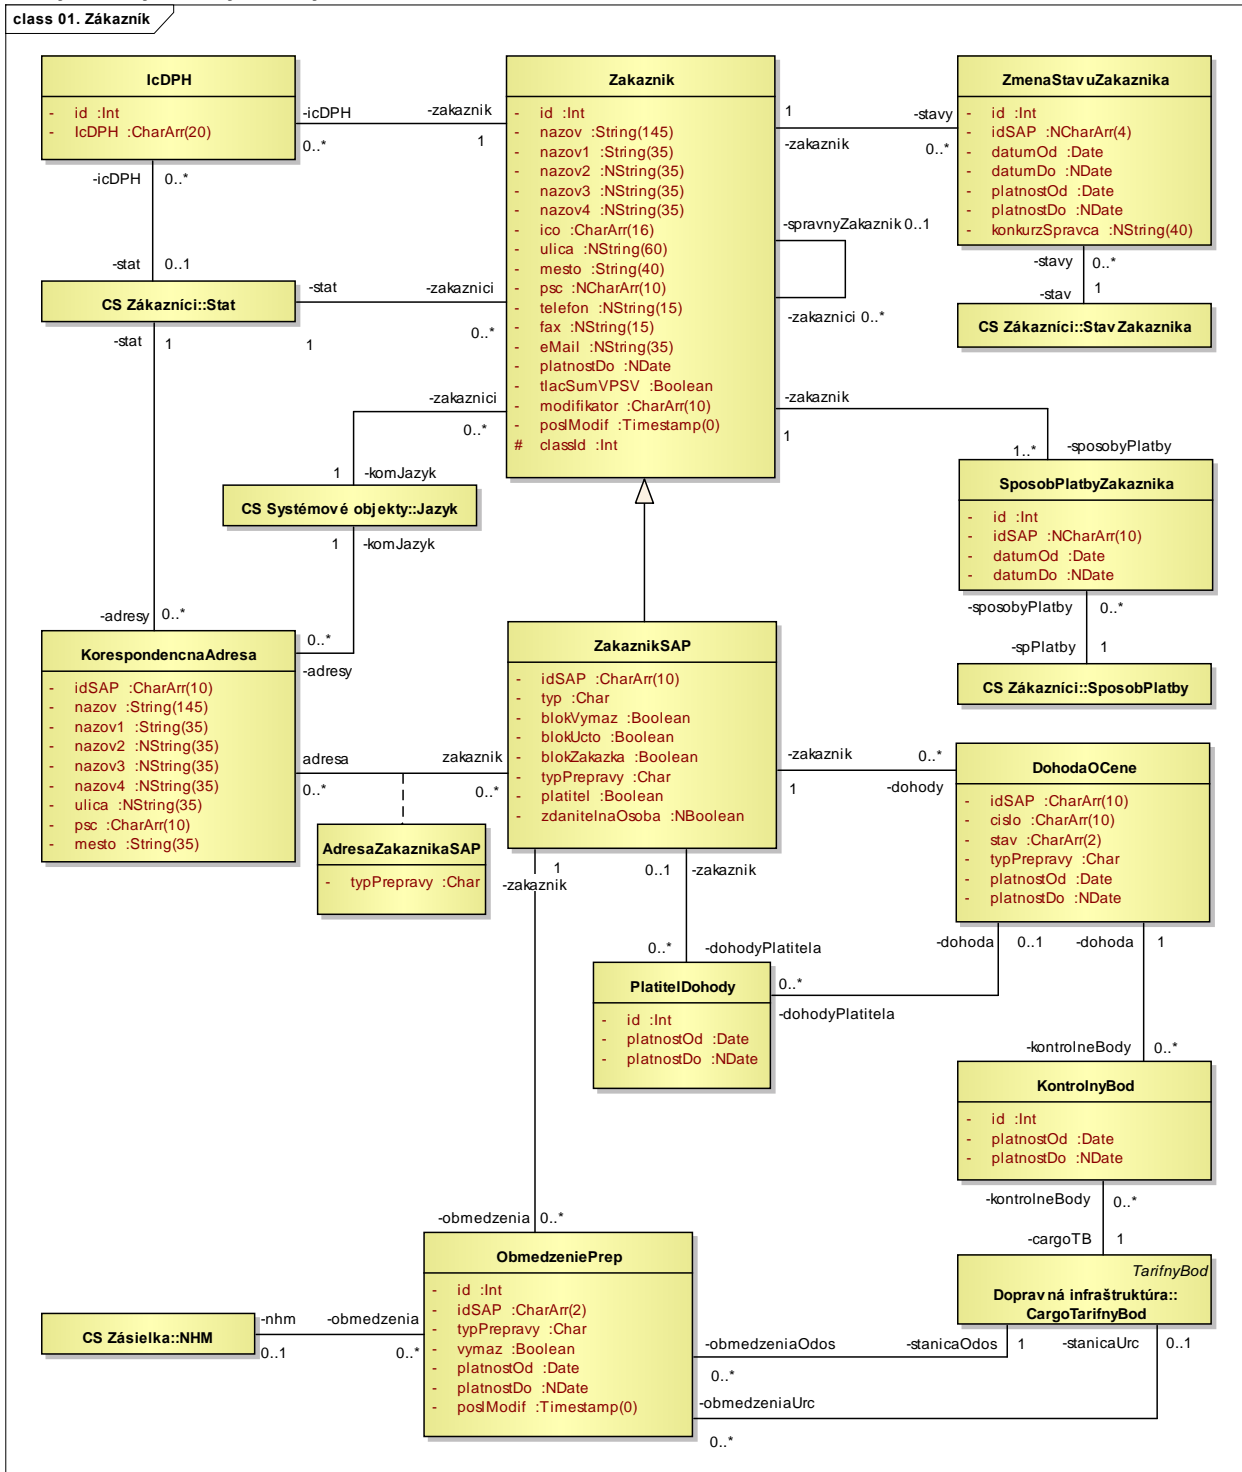 class 01. Zákazník
IcDPH
- id :Int
- IcDPH :CharArr(20)
-icDPH
0..*
-zakaznik
1
Zakaznik
- id :Int
- nazov :String(145)
- nazov1 :String(35)
- nazov2 :NString(35)
- nazov3 :NString(35)
- nazov4 :NString(35)
- ico :CharArr(16)
- ulica :NString(60)
- mesto :String(40)
- psc :NCharArr(10)
- telefon :NString(15)
- fax :NString(15)
- eMail :NString(35)
- platnostDo :NDate
- tlacSumVPSV :Boolean
- modifikator :CharArr(10)
- poslModif :Timestamp(0)
# classId :Int
1
-zakaznik
-stavy
0..*
ZmenaStavuZakaznika
- id :Int
- idSAP :NCharArr(4)
- datumOd :Date
- datumDo :NDate
- platnostOd :Date
- platnostDo :NDate
- konkurzSpravca :NString(40)
-icDPH 0..*
-stat 0..1
-spravnyZakaznik 0..1
-zakaznici 0..*
-stavy 0..*
-stav 1
CS Zákazníci::Stat
-stat
1
-zakaznici
0..*
CS Zákazníci::StavZakaznika
-stat 1
-zakaznici
0..*
1 -komJazyk
CS Systémové objekty::Jazyk
1 -komJazyk
-zakaznik
1
-sposobyPlatby
1..*
SposobPlatbyZakaznika
- id :Int
- idSAP :NCharArr(10)
- datumOd :Date
- datumDo :NDate
-sposobyPlatby 0..*
-spPlatby 1
CS Zákazníci::SposobPlatby
-adresy 0..*
0..*
-adresy
KorespondencnaAdresa
- idSAP :CharArr(10)
- nazov :String(145)
- nazov1 :String(35)
- nazov2 :NString(35)
- nazov3 :NString(35)
- nazov4 :NString(35)
- ulica :NString(35)
- psc :CharArr(10)
- mesto :String(35)
adresa
0..*
zakaznik
0..*
AdresaZakaznikaSAP
- typPrepravy :Char
ZakaznikSAP
- idSAP :CharArr(10)
- typ :Char
- blokVymaz :Boolean
- blokUcto :Boolean
- blokZakazka :Boolean
- typPrepravy :Char
- platitel :Boolean
- zdanitelnaOsoba :NBoolean
-zakaznik
1
0..*
-dohody
DohodaOCene
- idSAP :CharArr(10)
- cislo :CharArr(10)
- stav :CharArr(2)
- typPrepravy :Char
- platnostOd :Date
- platnostDo :NDate
1
-zakaznik
0..1 -zakaznik
0..* -dohodyPlatitela
-dohoda 0..1
-dohoda 1
PlatitelDohody
- id :Int
- platnostOd :Date
- platnostDo :NDate
0..*
-dohodyPlatitela
-kontrolneBody 0..*
KontrolnyBod
- id :Int
- platnostOd :Date
- platnostDo :NDate
-kontrolneBody 0..*
-cargoTB 1
-obmedzenia 0..*
ObmedzeniePrep
- id :Int
- idSAP :CharArr(2)
- typPrepravy :Char
- vymaz :Boolean
- platnostOd :Date
- platnostDo :NDate
- poslModif :Timestamp(0)
TarifnyBod
Dopravná infraštruktúra::
CargoTarifnyBod
CS Zásielka::NHM
-nhm
0..1
-obmedzenia
0..*
-obmedzeniaOdos
0..*
-stanicaOdos
1
-stanicaUrc
0..1
-obmedzeniaUrc
0..*